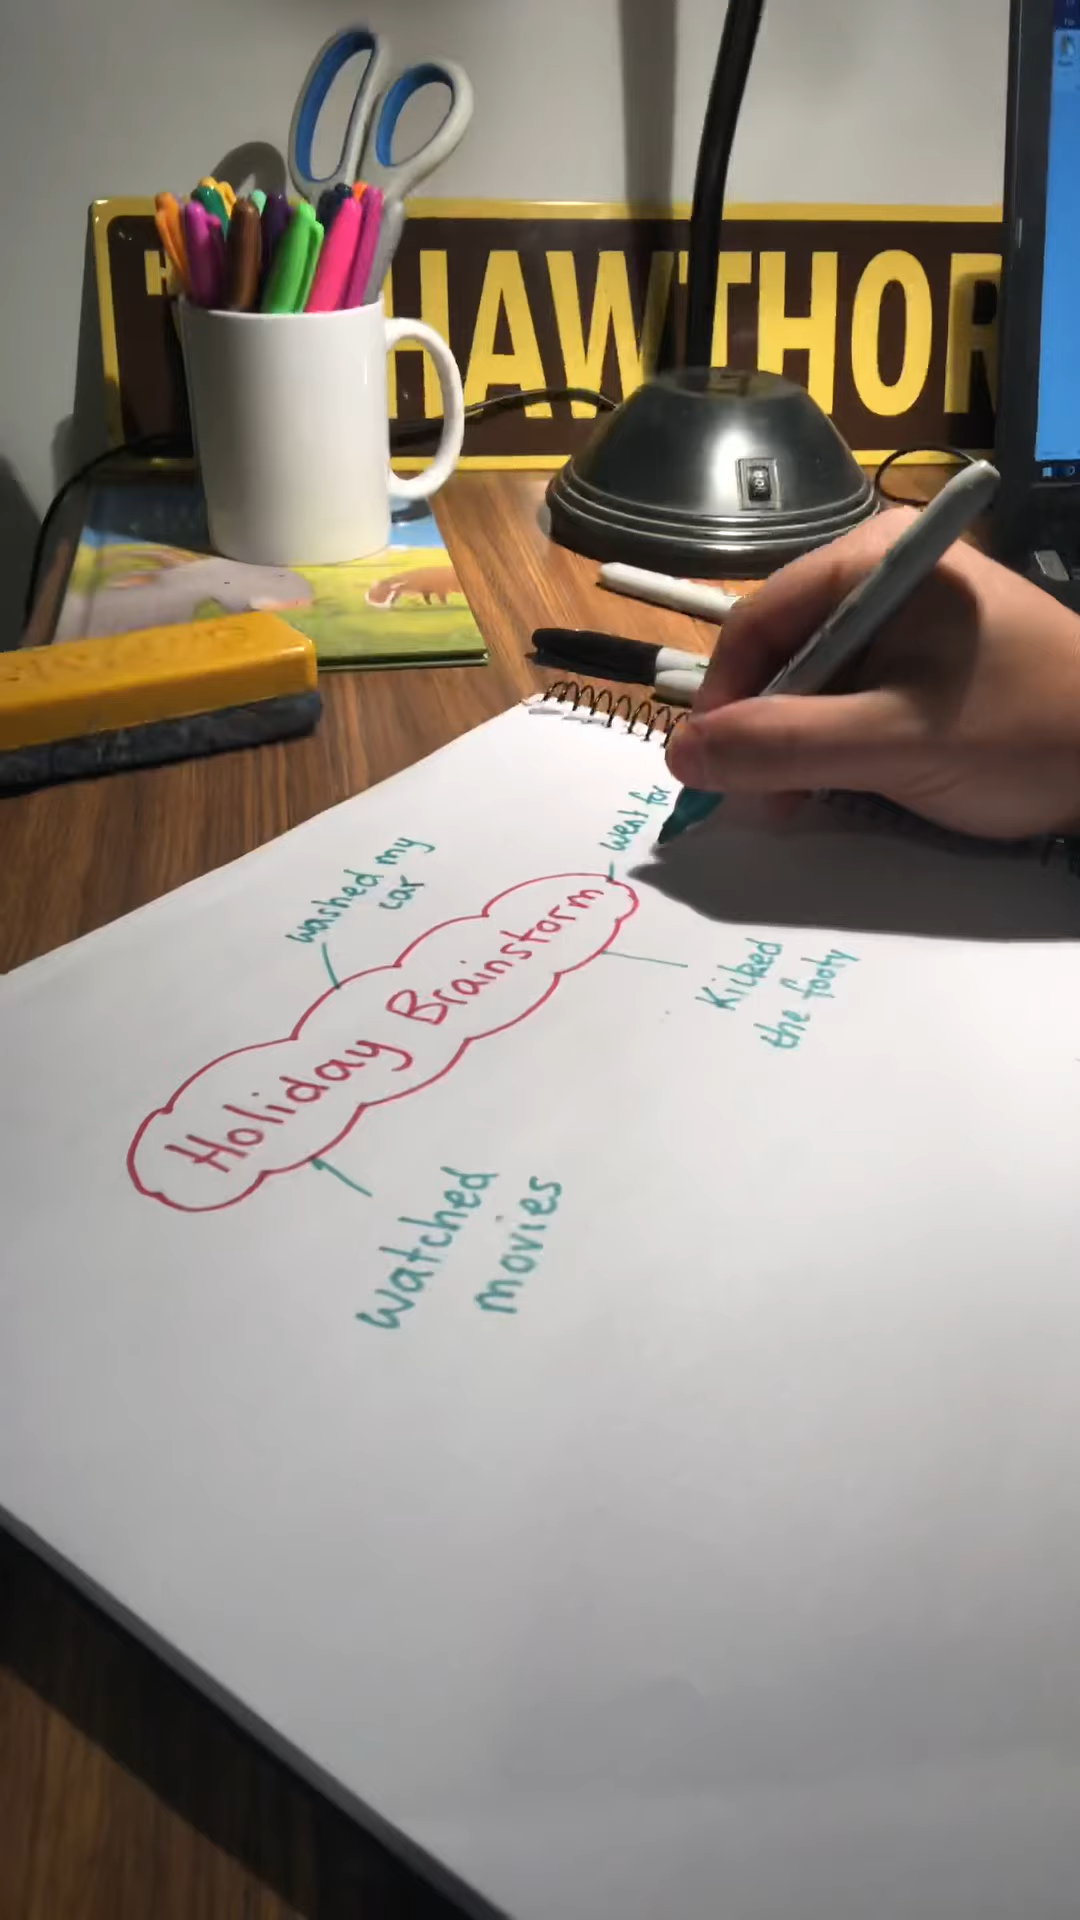 HAWTHOR
went for
washed my
car
Holiday Brainstorm
Kicked
the footy
watched
movies